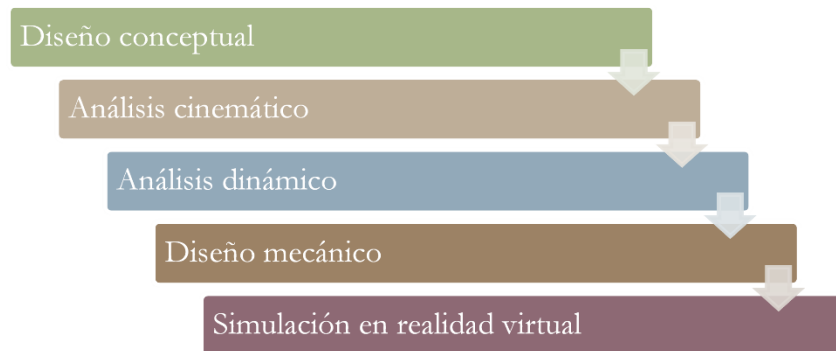 Diseño conceptual
Análisis cinemático
Análisis dinámico
Diseño mecánico
Simulación en realidad virtual